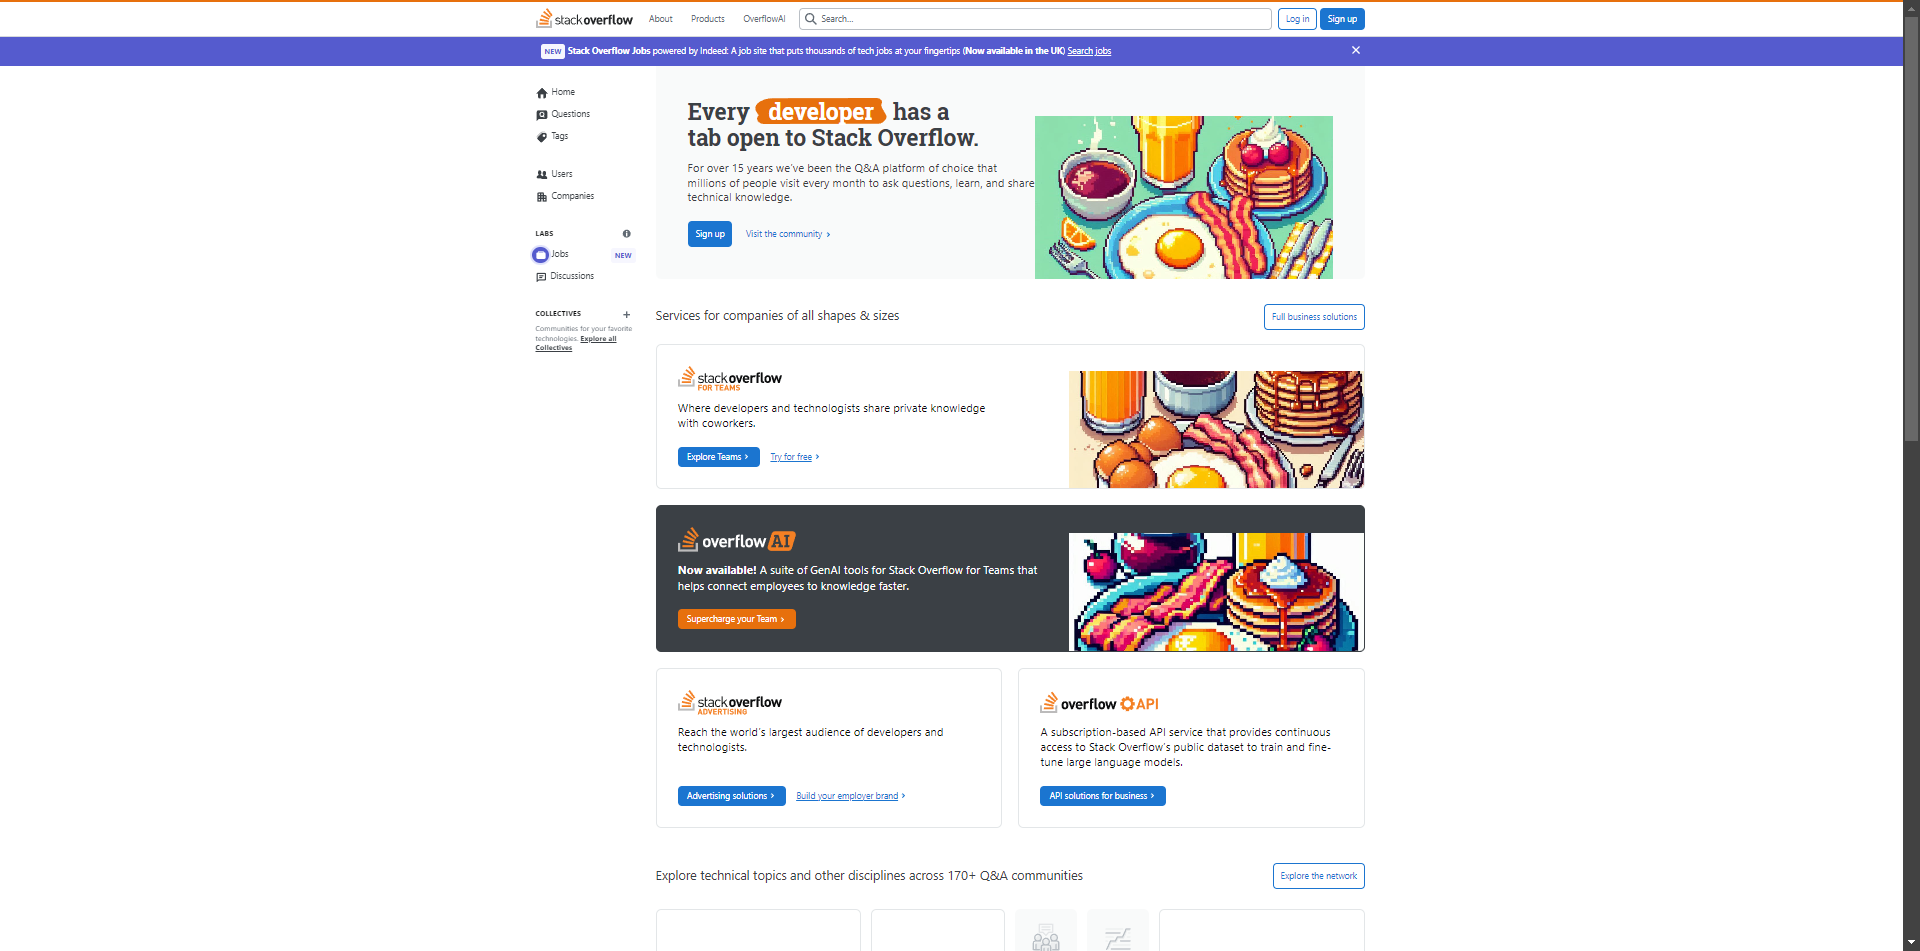 stackoverflow About Products OverflowAI Search... Log in Sign up
NEW Stack Overflow Jobs powered by Indeed: A job site that puts thousands of tech jobs at your fingertips (Now available in the UK) Search jobs
Home
Questions
Tags
Users
Companies
LABS
Jobs NEW
Discussions
COLLECTIVES
Communities for your favorite
technologies. Explore all
Collectives
Every developer has a
tab open to Stack Overflow.
For over 15 years we've been the Q&A platform of choice that
millions of people visit every month to ask questions, learn, and share
technical knowledge.
Sign up Visit the community
Services for companies of all shapes & sizes Full business solutions
stackoverflow
FOR TEAMS
Where developers and technologists share private knowledge
with coworkers.
Explore Teams Try for free
overflowAI
Now available! A suite of GenAI tools for Stack Overflow for Teams that
helps connect employees to knowledge faster.
Supercharge your Team
stackoverflow
ADVERTISING
Reach the world's largest audience of developers and
technologists.
Advertising solutions Build your employer brand
overflow API
A subscription-based API service that provides continuous
access to Stack Overflow's public dataset to train and fine-
tune large language models.
API solutions for business
Explore technical topics and other disciplines across 170+ Q&A communities Explore the network